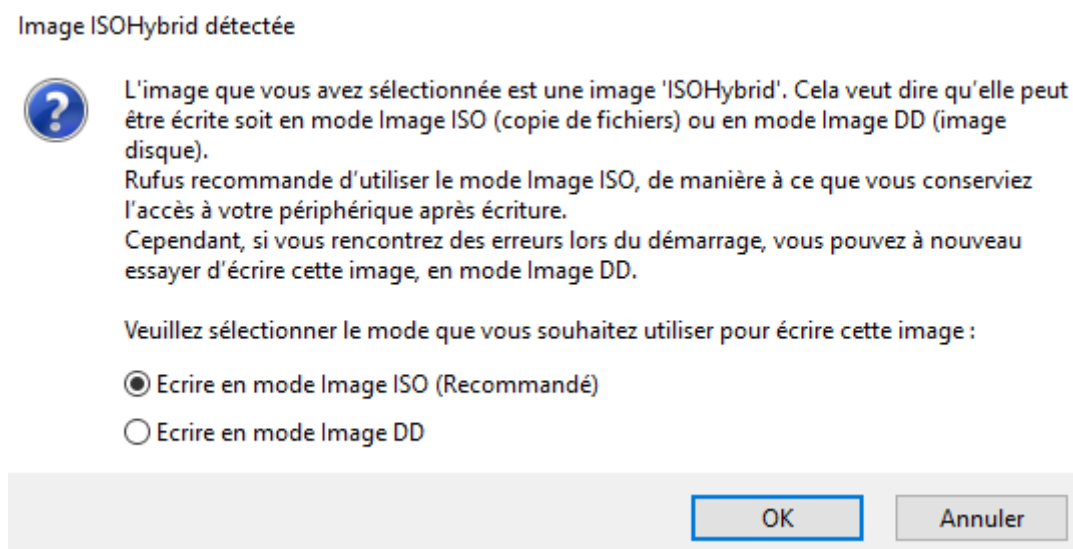 Image ISOHybrid détectée
L'image que vous avez sélectionnée est une image 'ISOHybrid'. Cela veut dire qu’elle peut
être écrite soit en mode Image ISO (copie de fichiers) ou en mode Image DD (image
disque).
Rufus recommande d’utiliser le mode Image ISO, de manière à ce que vous conserviez
l’accès à votre périphérique après écriture.
Cependant, si vous rencontrez des erreurs lors du démarrage, vous pouvez à nouveau
essayer d’écrire cette image, en mode Image DD.
Veuillez sélectionner le mode que vous souhaitez utiliser pour écrire cette image :
Ecrire en mode Image ISO (Recommandé)
Ecrire en mode Image DD
OK Annuler